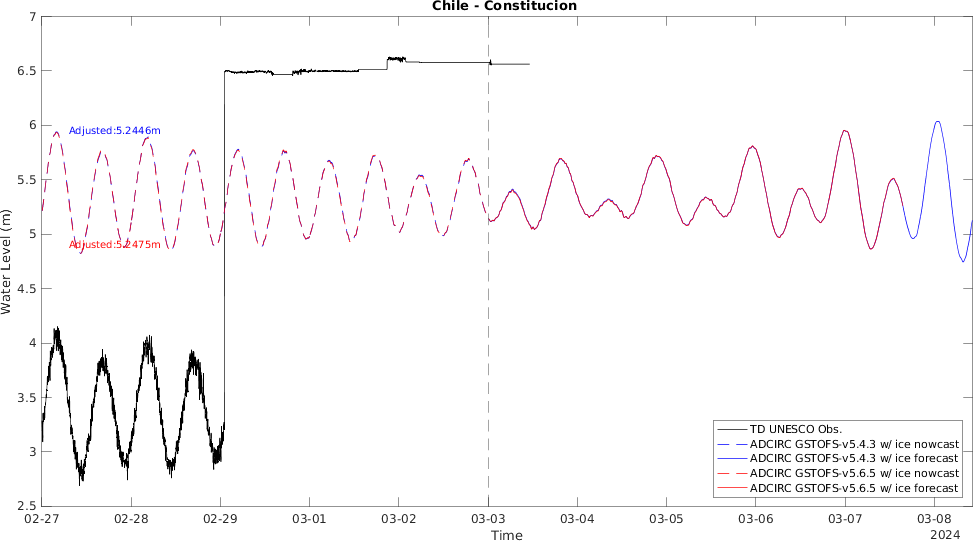 Chile - Constitucion
7
6.5
6
5.5
5
4.5
4
3.5
3
2.5
Water Level (m)
Adjusted:5.2446m
Adjusted:5.2475m
TD UNESCO Obs.
ADCIRC GSTOFS-v5.4.3 w/ ice nowcast
ADCIRC GSTOFS-v5.4.3 w/ ice forecast
ADCIRC GSTOFS-v5.6.5 w/ ice nowcast
ADCIRC GSTOFS-v5.6.5 w/ ice forecast
02-27 02-28 02-29 03-01 03-02 03-03 03-04 03-05 03-06 03-07 03-08
Time
2024